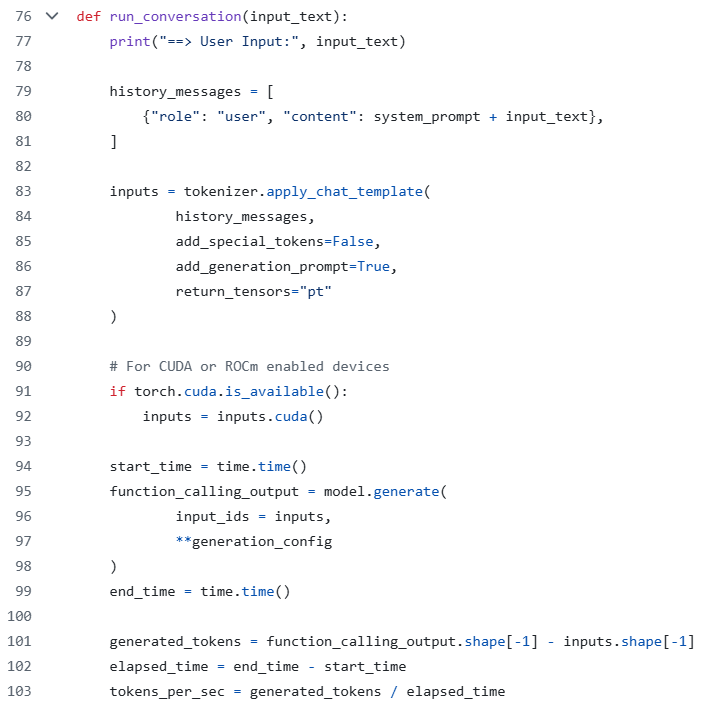 76 def run_conversation(input_text):
77     print("==> User Input:", input_text)
78
79     history_messages = [
80         {"role": "user", "content": system_prompt + input_text},
81     ]
82
83     inputs = tokenizer.apply_chat_template(
84             history_messages,
85             add_special_tokens=False,
86             add_generation_prompt=True,
87             return_tensors="pt"
88     )
89
90     # For CUDA or ROCm enabled devices
91     if torch.cuda.is_available():
92         inputs = inputs.cuda()
93
94     start_time = time.time()
95     function_calling_output = model.generate(
96             input_ids = inputs,
97             **generation_config
98     )
99     end_time = time.time()
100
101     generated_tokens = function_calling_output.shape[-1] - inputs.shape[-1]
102     elapsed_time = end_time - start_time
103     tokens_per_sec = generated_tokens / elapsed_time